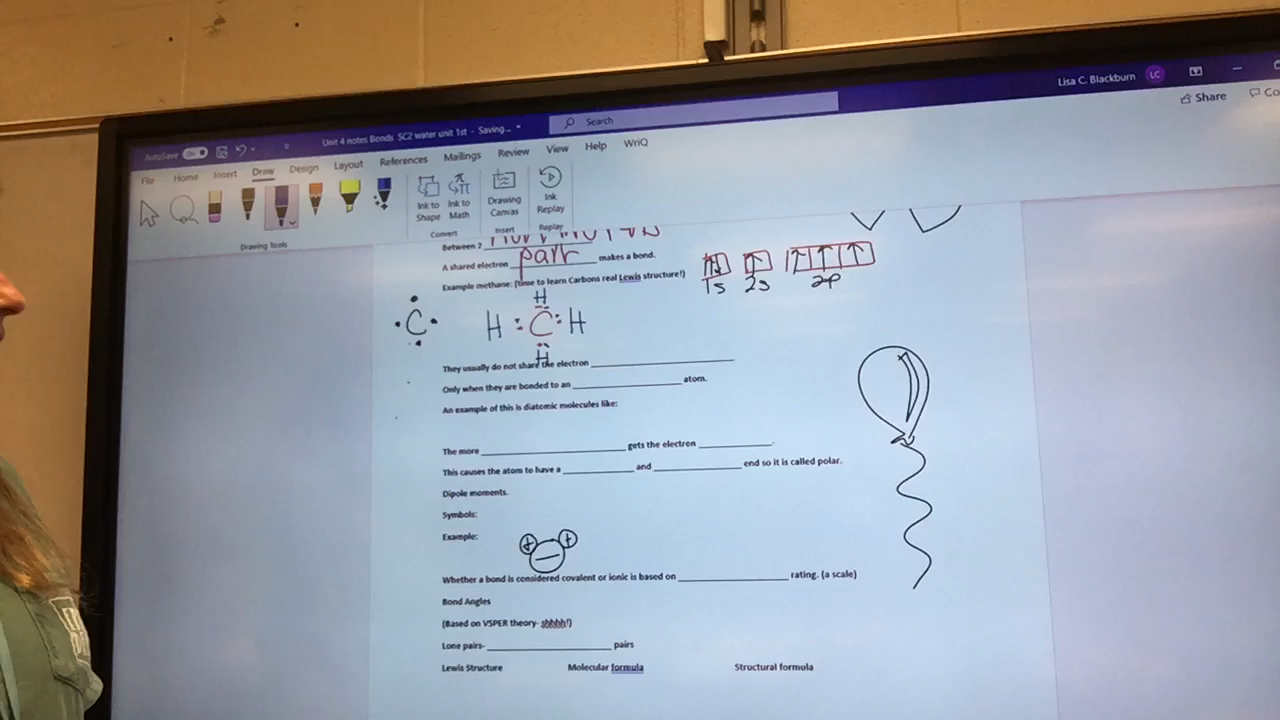 Lisa C. Blackburn LC
AutoSave On Unit 4 notes Bonds SC2 water unit 1st - Saving... Search
Share Co
File Home Insert Draw Design Layout References Mailings Review View Help WriQ
Ink to Shape Ink to Math Drawing Canvas Ink Replay
Convert Insert Replay
Drawing Tools
Between 2
A shared electron pair makes a bond.
Example methane: (time to learn Carbons real Lewis structure!)
1s 2s 2p
H
C H C H
H
They usually do not share the electron
Only when they are bonded to an atom.
An example of this is diatomic molecules like:
The more gets the electron .
This causes the atom to have a and end so it is called polar.
Dipole moments.
Symbols:
Example:
+ +
−
Whether a bond is considered covalent or ionic is based on rating. (a scale)
Bond Angles
(Based on VSPER theory- shhhh!)
Lone pairs- pairs
Lewis Structure Molecular formula Structural formula